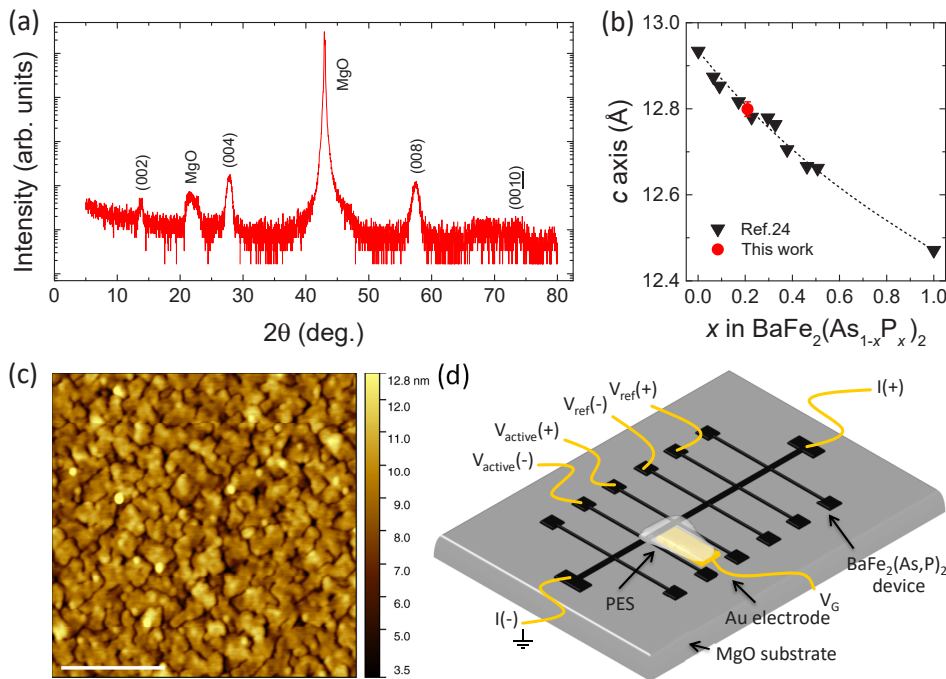 (a)
Intensity (arb. units)
(002)
MgO
(004)
MgO
(008)
(0010)
0 10 20 30 40 50 60 70 80
2θ (deg.)
(b)
c axis (Å)
13.0
12.8
12.6
12.4
Ref.24
This work
0.0 0.2 0.4 0.6 0.8 1.0
x in BaFe2(As1-xPx)2
(c)
12.8 nm
12.0
11.0
10.0
9.0
8.0
7.0
6.0
5.0
3.5
(d)
Vref(+)
Vref(-)
Vactive(+)
Vactive(-)
I(+)
I(-)
PES
VG
Au electrode
BaFe2(As,P)2
device
MgO substrate